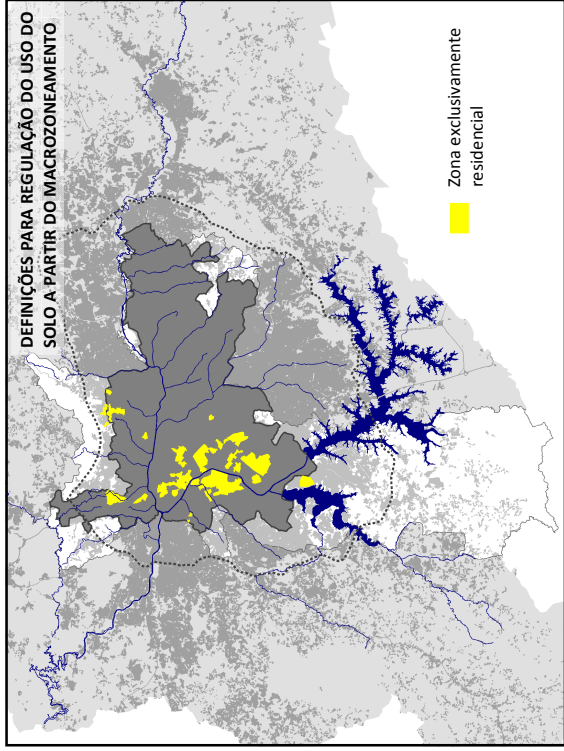 DEFINIÇÕES PARA REGULAÇÃO DO USO DO
SOLO A PARTIR DO MACROZONEAMENTO
Zona exclusivamente
residencial